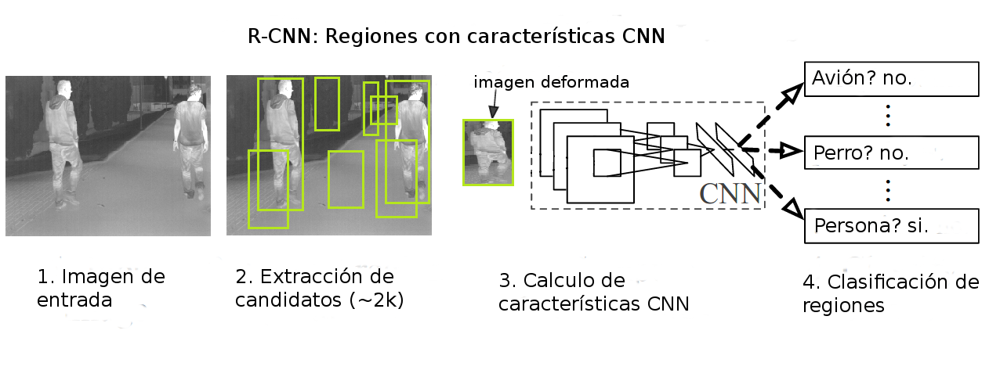 R-CNN: Regiones con características CNN
imagen deformada
CNN
Avión? no.
Perro? no.
Persona? si.
1. Imagen de
entrada
2. Extracción de
candidatos (~2k)
3. Calculo de
características CNN
4. Clasificación de
regiones